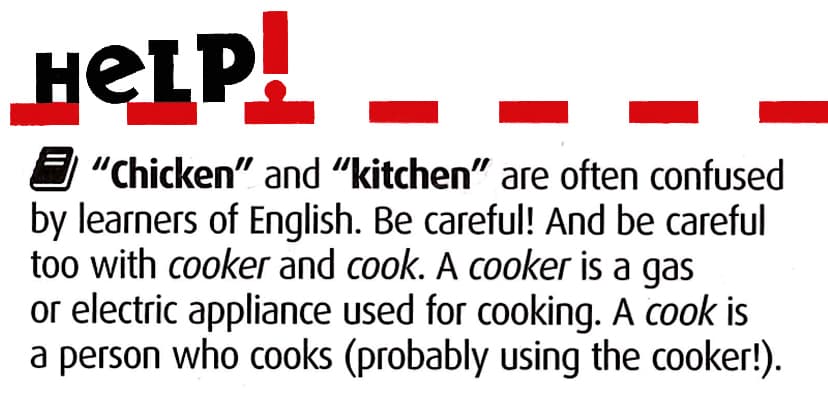 HeLP!
“Chicken” and “kitchen” are often confused
by learners of English. Be careful! And be careful
too with cooker and cook. A cooker is a gas
or electric appliance used for cooking. A cook is
a person who cooks (probably using the cooker!).